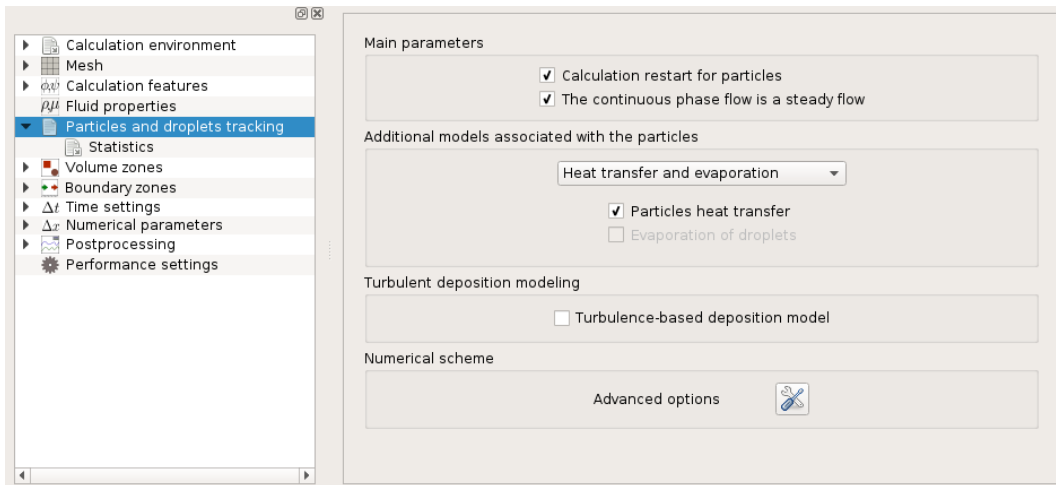 Calculation environment
Mesh
φ,ψ Calculation features
ρ,μ Fluid properties
Particles and droplets tracking
Statistics
Volume zones
Boundary zones
Δt Time settings
Δx Numerical parameters
Postprocessing
Performance settings
Main parameters
Calculation restart for particles
The continuous phase flow is a steady flow
Additional models associated with the particles
Heat transfer and evaporation
Particles heat transfer
Evaporation of droplets
Turbulent deposition modeling
Turbulence-based deposition model
Numerical scheme
Advanced options